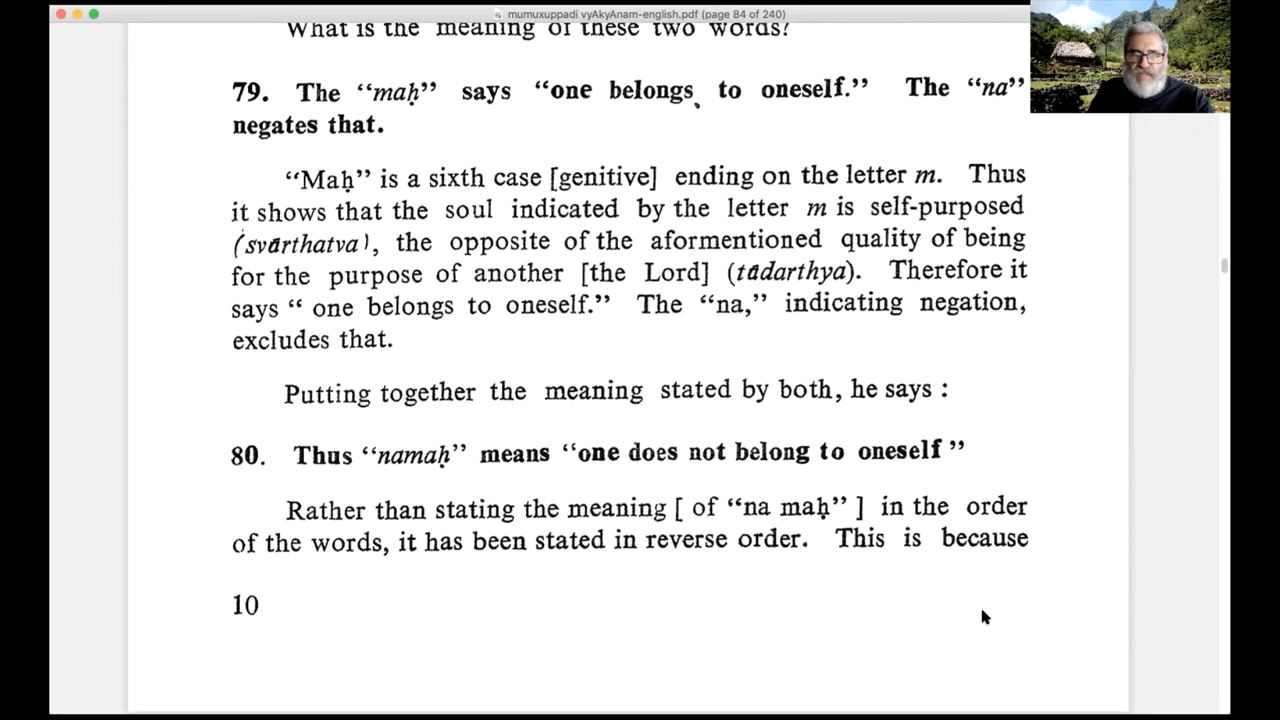 mumuxuppadi vyAkyAnam-english.pdf (page 84 of 240)
What is the meaning of these two words?
79. The “maḥ” says “one belongs to oneself.” The “na”
negates that.
“Maḥ” is a sixth case [genitive] ending on the letter m. Thus
it shows that the soul indicated by the letter m is self-purposed
(svārthatva), the opposite of the aformentioned quality of being
for the purpose of another [the Lord] (tādarthya). Therefore it
says “ one belongs to oneself.” The “na,” indicating negation,
excludes that.
Putting together the meaning stated by both, he says :
80. Thus “namaḥ” means “one does not belong to oneself ”
Rather than stating the meaning [ of “na maḥ” ] in the order
of the words, it has been stated in reverse order. This is because
10